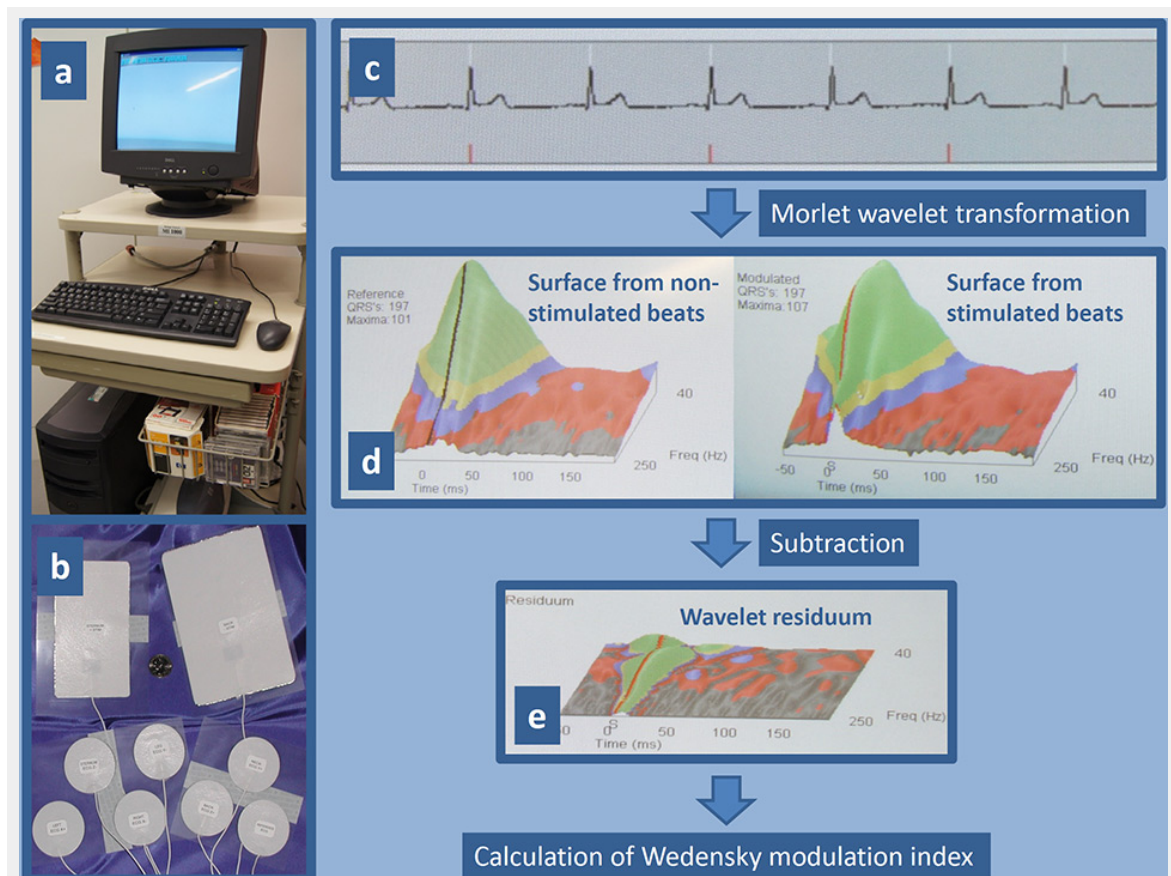 a
DELL
b
c
Morlet wavelet transformation
d
Reference
QRS's: 197
Maxima:101
Surface from non-
stimulated beats
40
250
Freq (Hz)
0
50
100
150
Time (ms)
Modulated
QRS's: 197
Maxima: 107
Surface from
stimulated beats
40
250
Freq (Hz)
-50
0
S
50
100
150
Time (ms)
Subtraction
e
Residuum
Wavelet residuum
40
250
Freq (Hz)
S
0
50
100
150
Time (ms)
Calculation of Wedensky modulation index